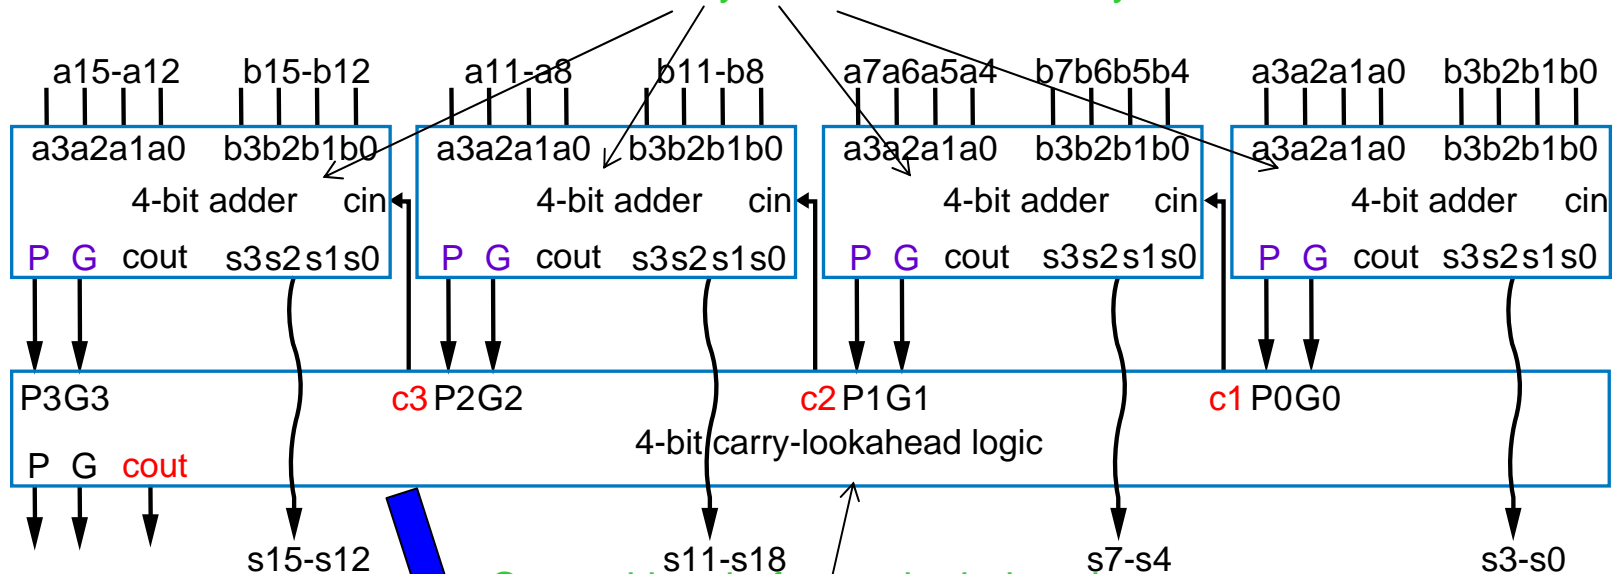 a15-a12 b15-b12 a11-a8 b11-b8 a7a6a5a4 b7b6b5b4 a3a2a1a0 b3b2b1b0
a3a2a1a0 b3b2b1b0 a3a2a1a0 b3b2b1b0 a3a2a1a0 b3b2b1b0 a3a2a1a0 b3b2b1b0
4-bit adder cin 4-bit adder cin 4-bit adder cin 4-bit adder cin
P G cout s3s2s1s0 P G cout s3s2s1s0 P G cout s3s2s1s0 P G cout s3s2s1s0
P3G3 c3 P2G2 c2 P1G1 c1 P0G0
4-bit carry-lookahead logic
P G cout
s15-s12 s11-s18 s7-s4 s3-s0